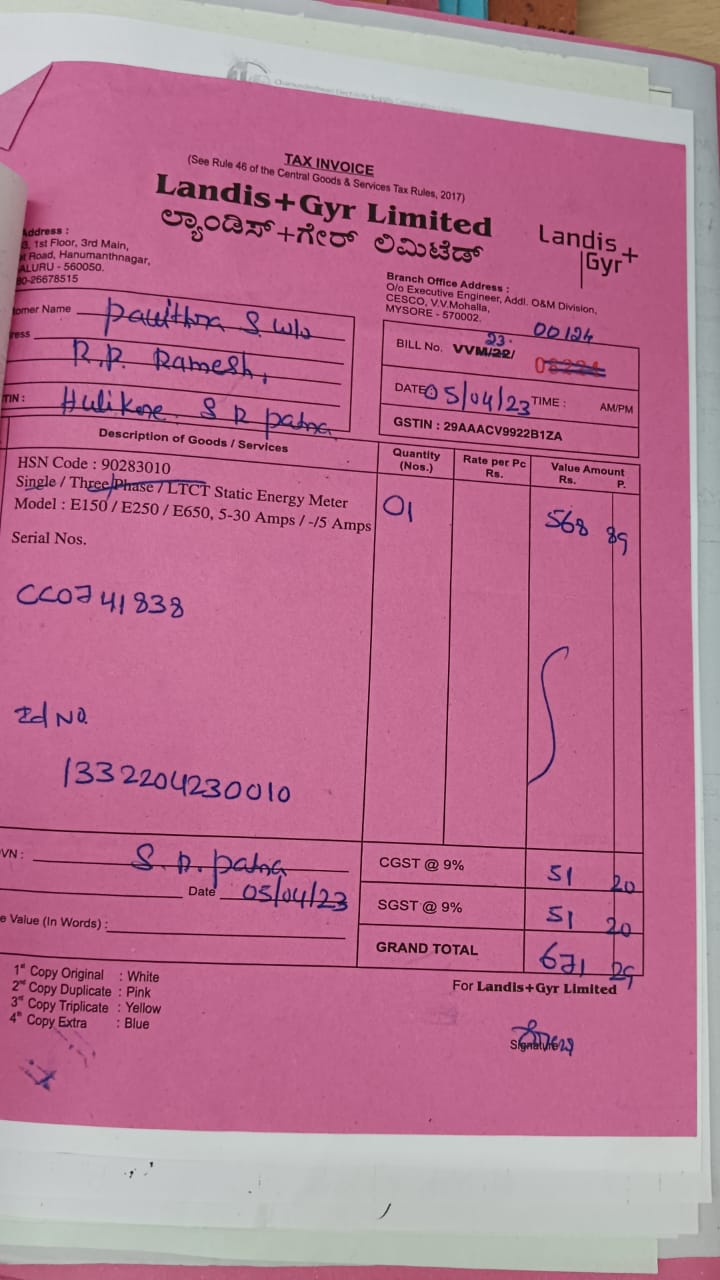 TAX INVOICE
(See Rule 46 of the Central Goods & Services Tax Rules, 2017)
Landis+Gyr Limited
ಲ್ಯಾಂಡಿಸ್+ಗೇರ್ ಲಿಮಿಟೆಡ್
Landis+
Gyr
ddress :
, 1st Floor, 3rd Main,
Road, Hanumanthnagar,
ALURU - 560050.
0-26678515
Branch Office Address :
O/o Executive Engineer, Addl. O&M Division,
CESCO, V.V.Mohalla,
MYSORE - 570002.
omer Name Pavithra S. W/o
ress R.P. Ramesh,
TIN : Hulikere. S R patna
23 00124
BILL No. VVM/22/
DATE 05/04/23 TIME : AM/PM
GSTIN : 29AAACV9922B1ZA
Description of Goods / Services Quantity (Nos.) Rate per Pc Rs. Value Amount Rs. P.
HSN Code : 90283010
Single / Three Phase / LTCT Static Energy Meter
Model : E150 / E250 / E650, 5-30 Amps / -/5 Amps 01 568 89
Serial Nos.
CC0741838
Id No.
1332204230010
VN : S. R. patna
Date 05/04/23
e Value (In Words) :
CGST @ 9% 51 20
SGST @ 9% 51 20
GRAND TOTAL 671 29
1st Copy Original : White
2nd Copy Duplicate : Pink
3rd Copy Triplicate : Yellow
4th Copy Extra : Blue
For Landis+Gyr Limited
Signature